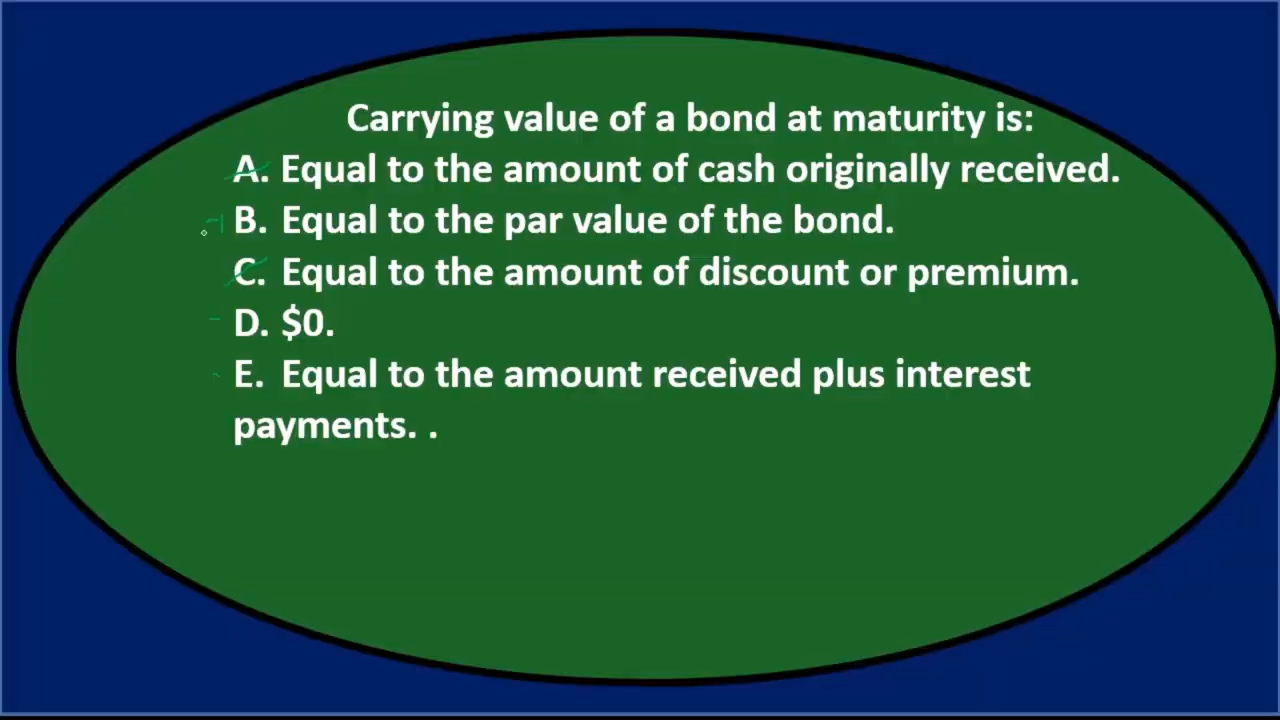 Carrying value of a bond at maturity is:
A. Equal to the amount of cash originally received.
B. Equal to the par value of the bond.
C. Equal to the amount of discount or premium.
D. $0.
E. Equal to the amount received plus interest
payments. .